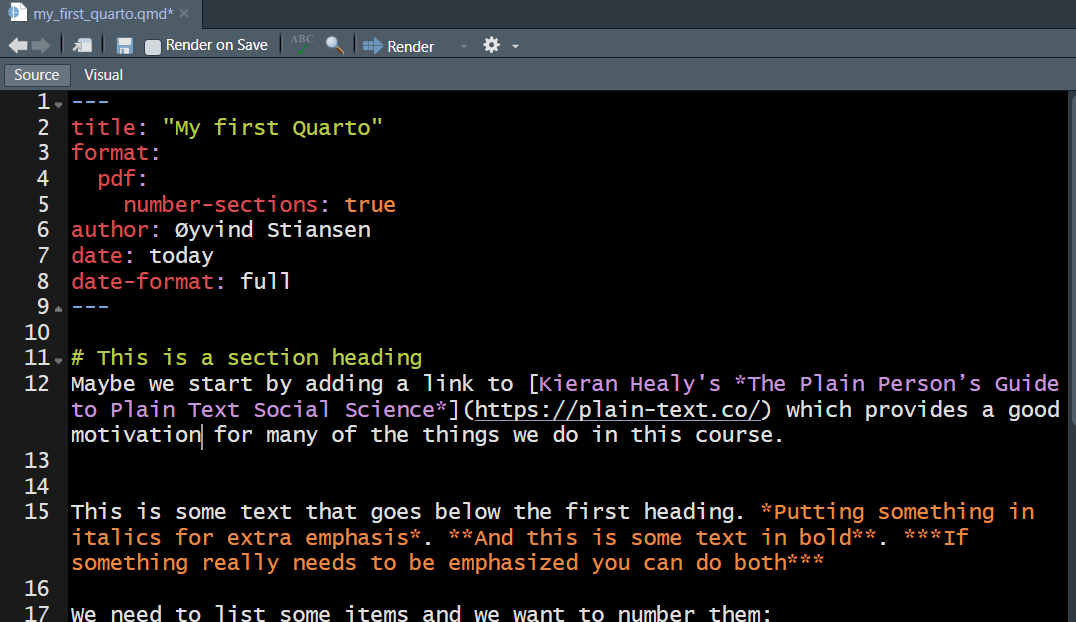 my_first_quarto.qmd*
Render on Save
ABC
Render
Source Visual
1 ---
2 title: "My first Quarto"
3 format:
4   pdf:
5     number-sections: true
6 author: Øyvind Stiansen
7 date: today
8 date-format: full
9 ---
10
11 # This is a section heading
12 Maybe we start by adding a link to [Kieran Healy's *The Plain Person’s Guide
to Plain Text Social Science*](https://plain-text.co/) which provides a good
motivation for many of the things we do in this course.
13
14
15 This is some text that goes below the first heading. *Putting something in
italics for extra emphasis*. **And this is some text in bold**. ***If
something really needs to be emphasized you can do both***
16
17 We need to list some items and we want to number them: